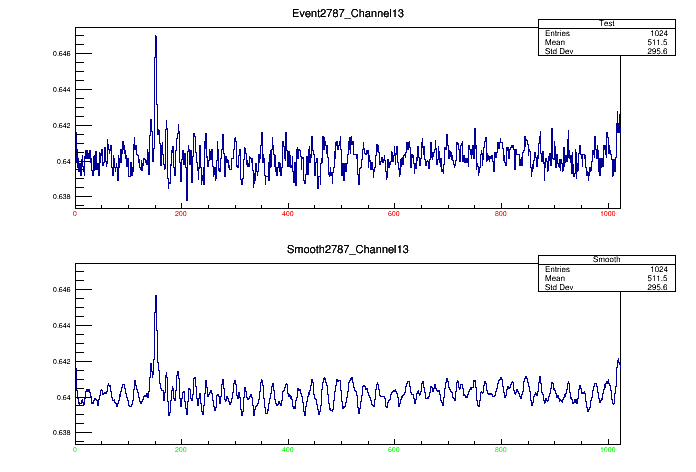 Event2787_Channel13
Test
Entries 1024
Mean 511.5
Std Dev 295.6
0.646
0.644
0.642
0.64
0.638
0 200 400 600 800 1000
Smooth2787_Channel13
Smooth
Entries 1024
Mean 511.5
Std Dev 295.6
0.646
0.644
0.642
0.64
0.638
0 200 400 600 800 1000